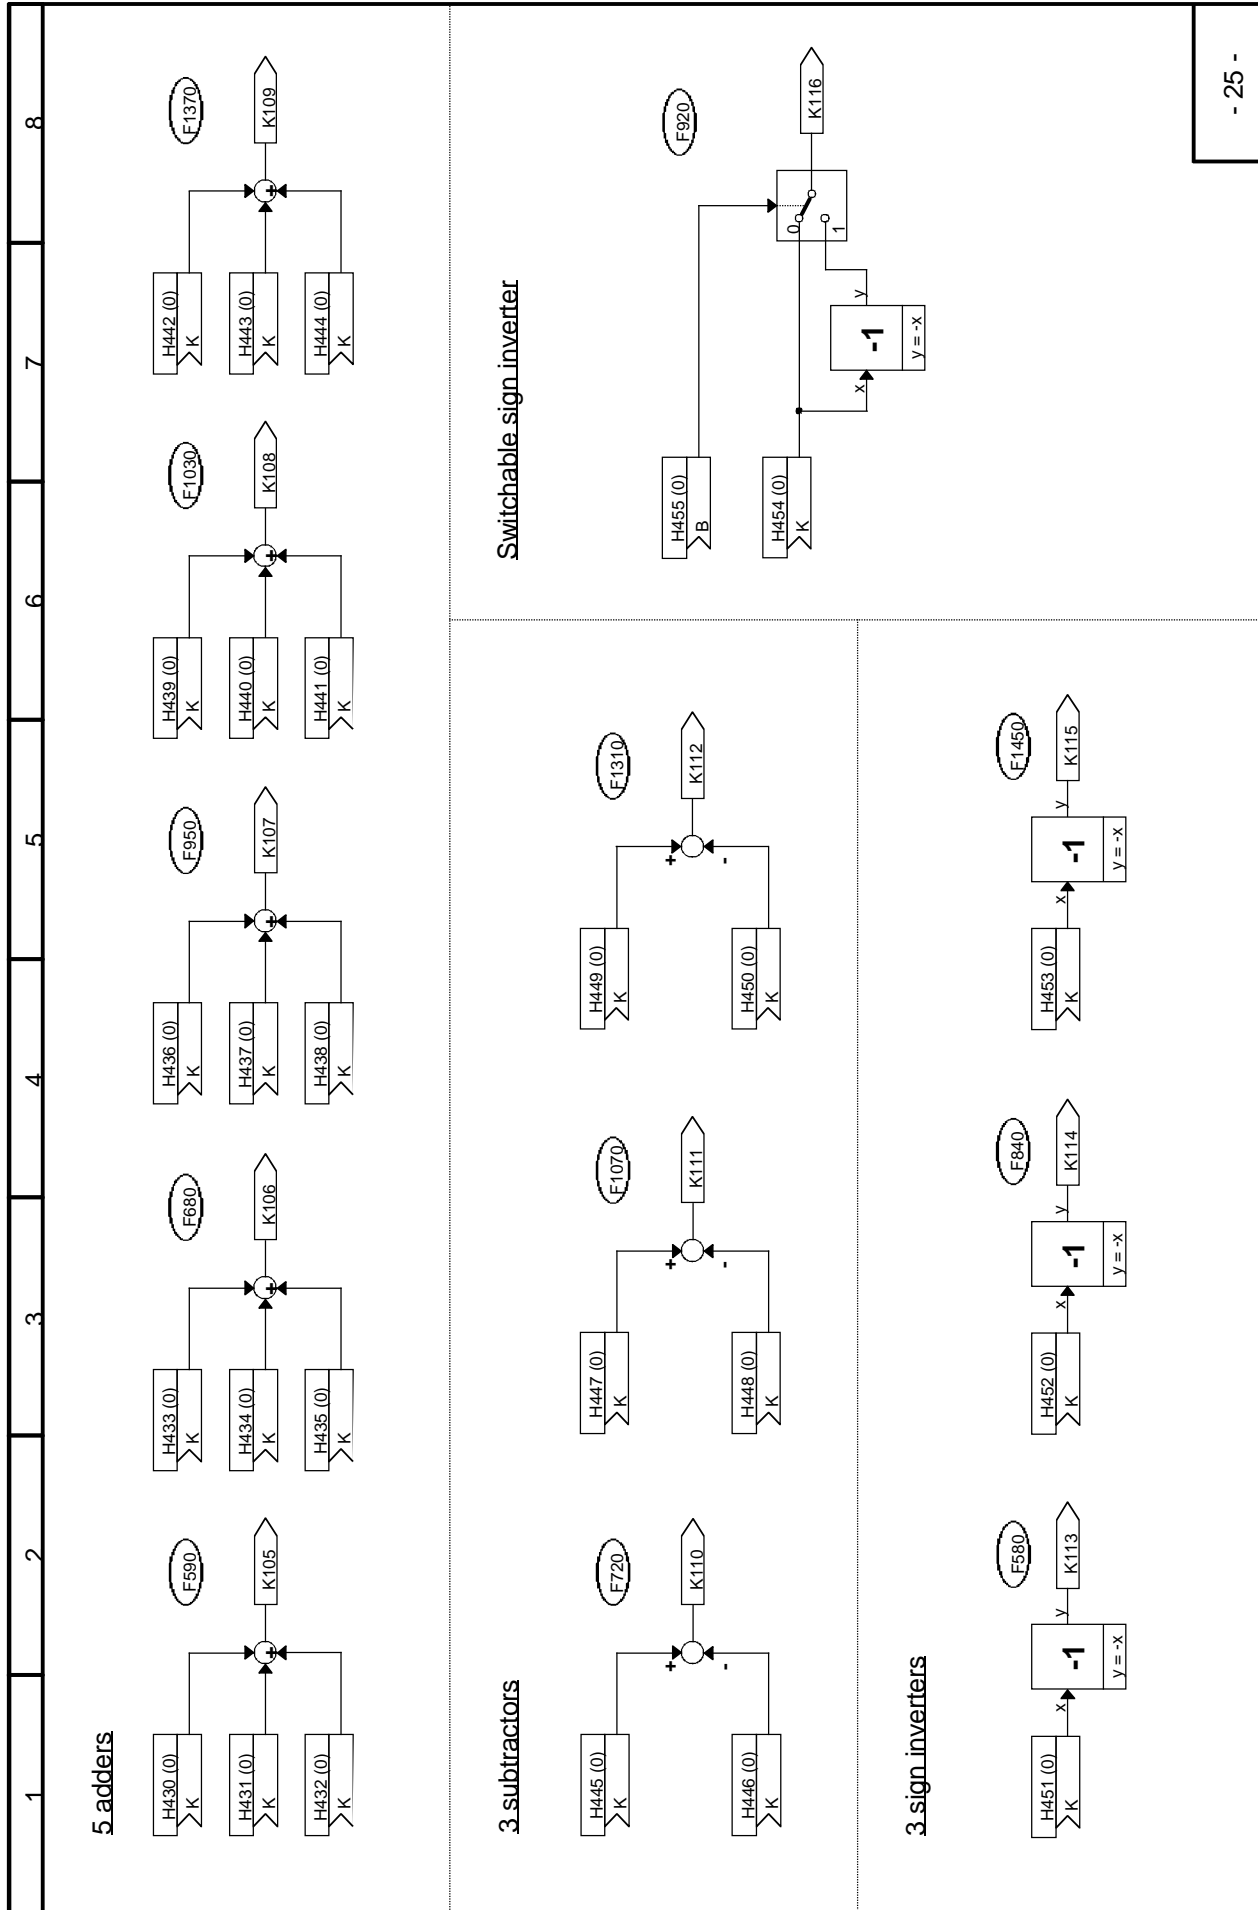 1 2 3 4 5 6 7 8
5 adders
F590 F680 F950 F1030 F1370
H430 (0) H433 (0) H436 (0) H439 (0) H442 (0)
K K K K K
H431 (0) K105 H434 (0) K106 H437 (0) K107 H440 (0) K108 H443 (0) K109
K + K + K + K + K +
H432 (0) H435 (0) H438 (0) H441 (0) H444 (0)
K K K K K
3 subtractors
F720 F1070 F1310
H445 (0) H447 (0) H449 (0)
K K K
+ + +
K110 K111 K112
- - -
H446 (0) H448 (0) H450 (0)
K K K
Switchable sign inverter
F920
H455 (0)
B
H454 (0) 0 K116
K 1
x -1 y
y = -x
3 sign inverters
F580 F840 F1450
H451 (0) x -1 y K113 H452 (0) x -1 y K114 H453 (0) x -1 y K115
K K K
y = -x y = -x y = -x
- 25 -